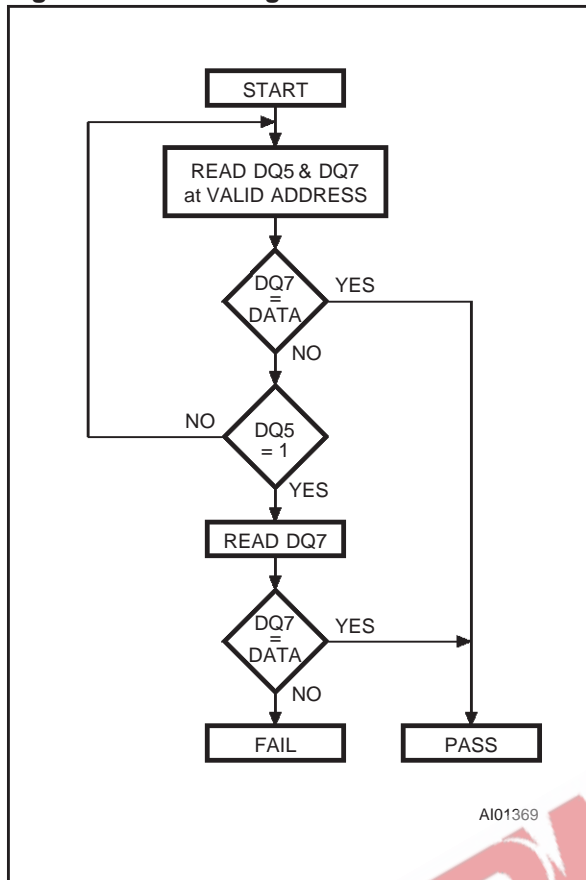 START
READ DQ5 & DQ7
at VALID ADDRESS
DQ7
=
DATA
YES
NO
DQ5
= 1
NO
YES
READ DQ7
DQ7
=
DATA
YES
NO
FAIL
PASS
AI01369